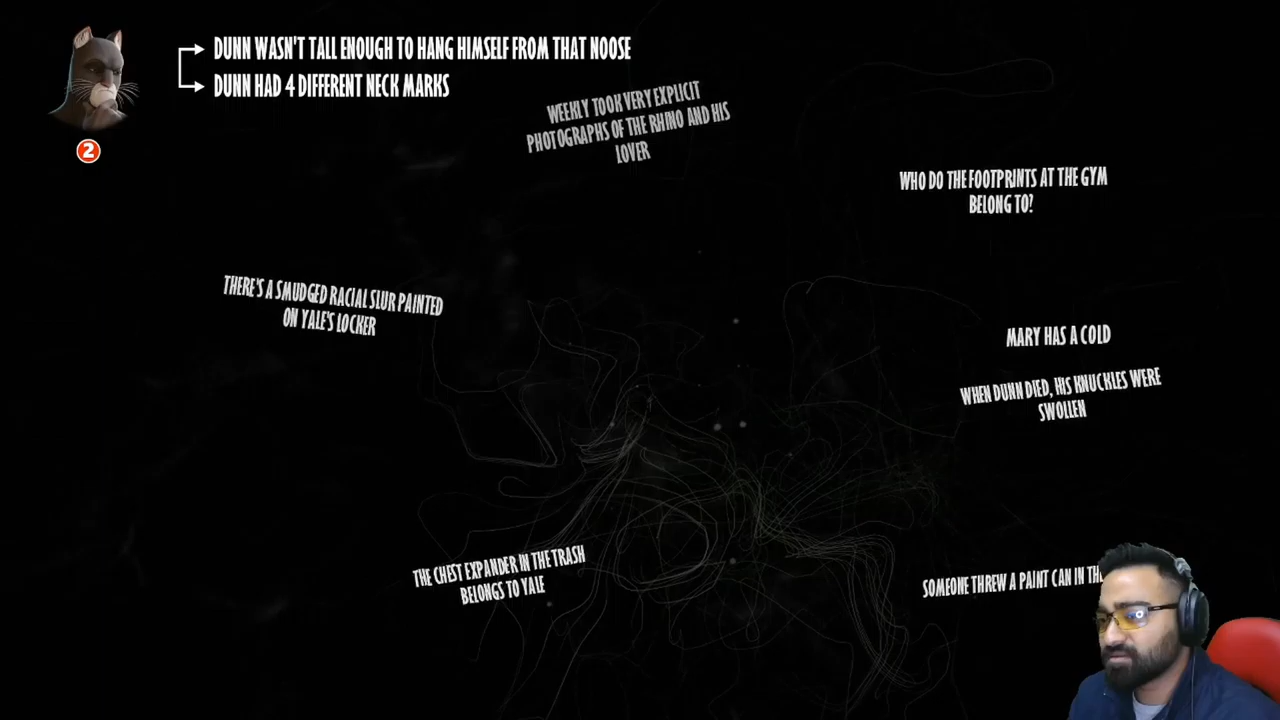 DUNN WASN'T TALL ENOUGH TO HANG HIMSELF FROM THAT NOOSE
DUNN HAD 4 DIFFERENT NECK MARKS
2
WEEKLY TOOK VERY EXPLICIT
PHOTOGRAPHS OF THE RHINO AND HIS
LOVER
WHO DO THE FOOTPRINTS AT THE GYM
BELONG TO?
THERE'S A SMUDGED RACIAL SLUR PAINTED
ON YALE'S LOCKER
MARY HAS A COLD
WHEN DUNN DIED, HIS KNUCKLES WERE
SWOLLEN
THE CHEST EXPANDER IN THE TRASH
BELONGS TO YALE
SOMEONE THREW A PAINT CAN IN